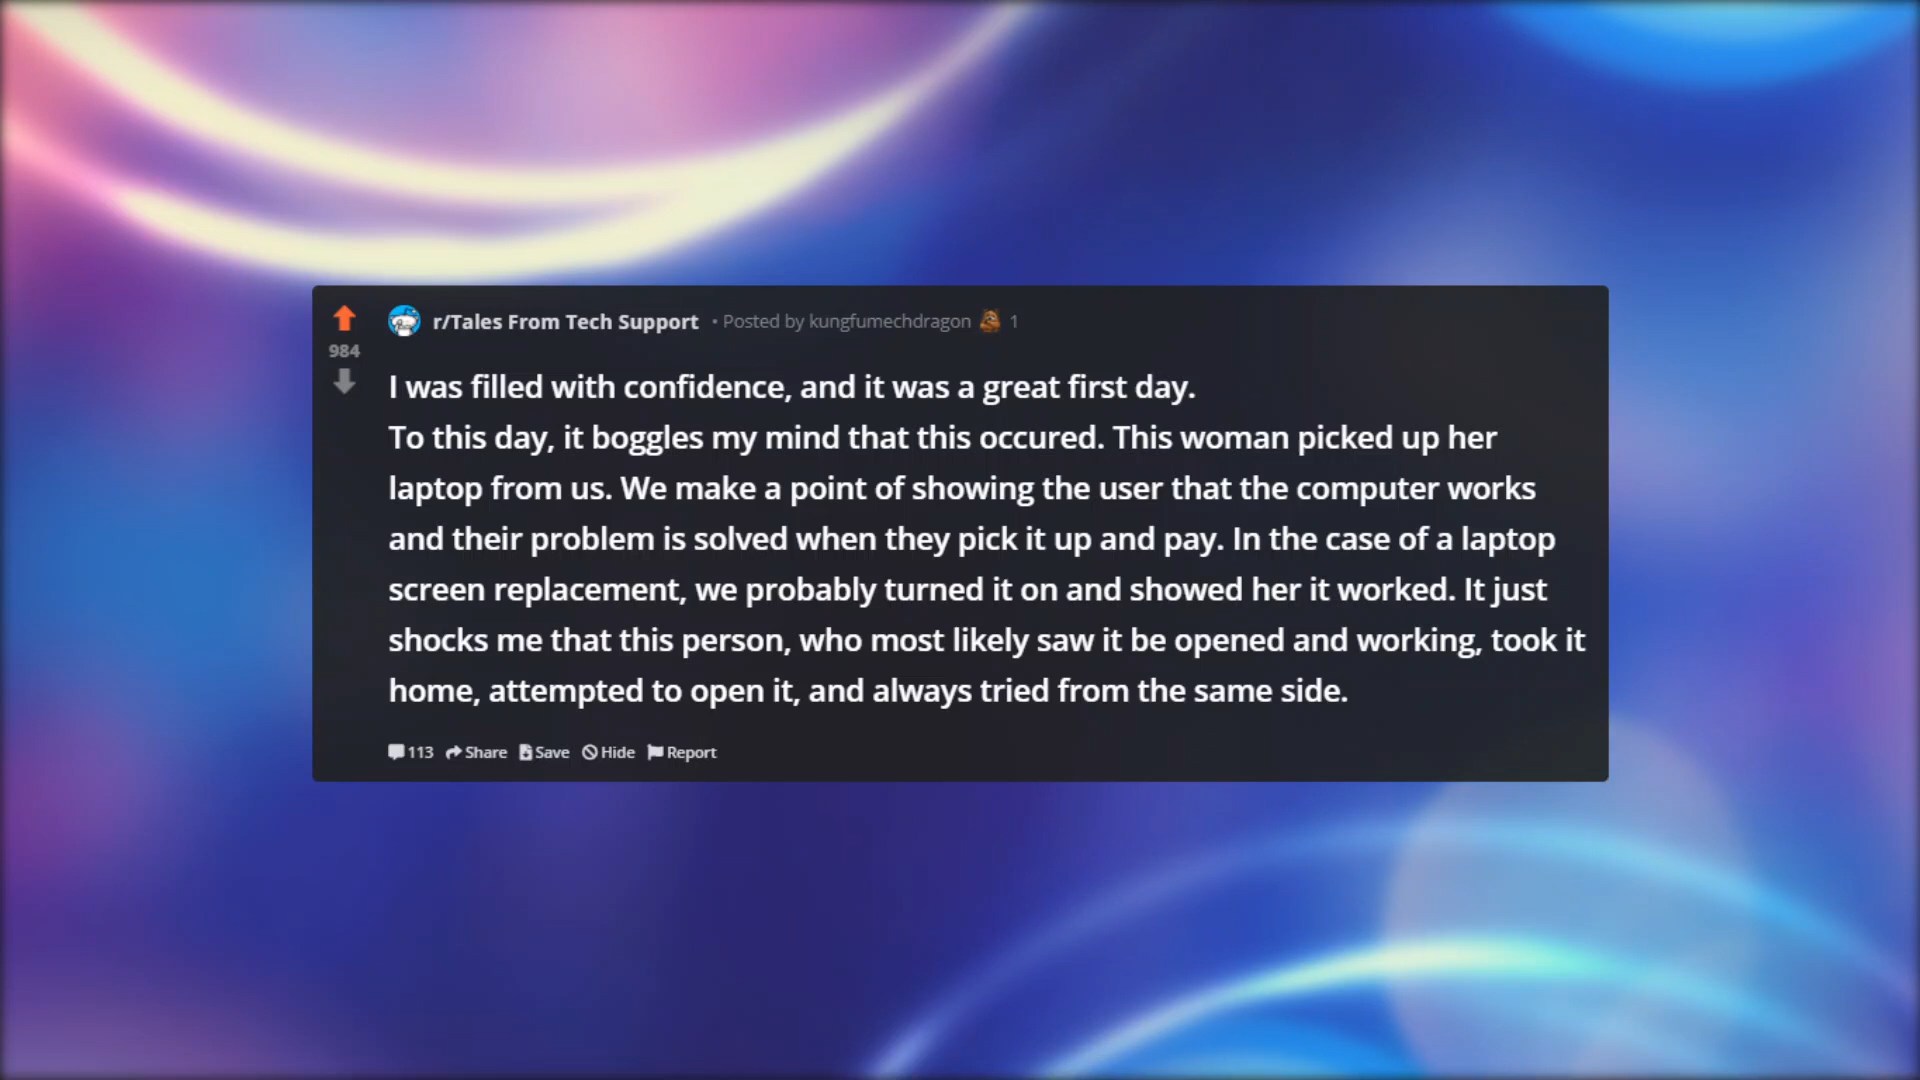 r/Tales From Tech Support • Posted by kungfumechdragon 1
984
I was filled with confidence, and it was a great first day.
To this day, it boggles my mind that this occured. This woman picked up her
laptop from us. We make a point of showing the user that the computer works
and their problem is solved when they pick it up and pay. In the case of a laptop
screen replacement, we probably turned it on and showed her it worked. It just
shocks me that this person, who most likely saw it be opened and working, took it
home, attempted to open it, and always tried from the same side.
113 Share Save Hide Report